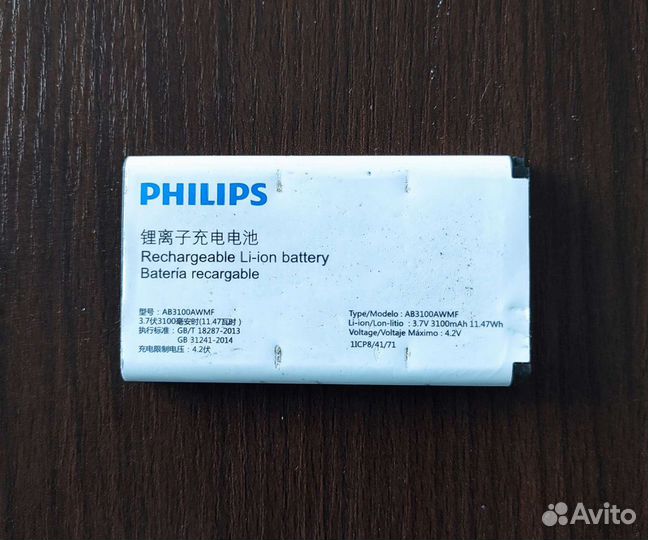 PHILIPS
锂离子充电电池
Rechargeable Li-ion battery
Batería recargable
型号: AB3100AWMF
3.7伏3100毫安时(11.47瓦时)
执行标准: GB/T 18287-2013
GB 31241-2014
充电限制电压: 4.2伏
Type/Modelo : AB3100AWMF
Li-ion/Lon-litio : 3.7V 3100mAh 11.47Wh
Voltage/Voltaje Máximo : 4.2V
1ICP8/41/71
Avito